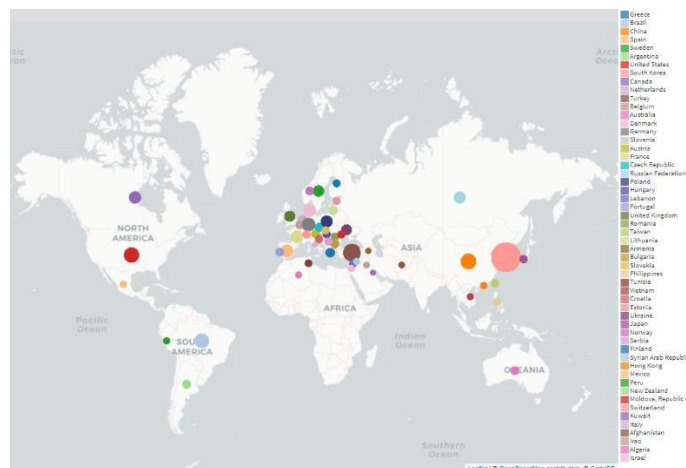 NORTH
AMERICA
SOU
AMERICA
AFRICA
ASIA
OCEANIA
Pacific
Ocean
Indian
Ocean
Southern
Ocean
Greece
Brazil
China
Spain
Sweden
Argentina
United States
South Korea
Canada
Netherlands
Turkey
Belgium
Australia
Denmark
Germany
Slovenia
Austria
France
Czech Republic
Russian Federation
Poland
Hungary
Lebanon
Portugal
United Kingdom
Romania
Taiwan
Lithuania
Armenia
Bulgaria
Slovakia
Philippines
Tunisia
Vietnam
Croatia
Estonia
Ukraine
Japan
Norway
Serbia
Finland
Syrian Arab Republi
Hong Kong
Mexico
Peru
New Zealand
Moldova, Republic
Switzerland
Kuwait
Italy
Afghanistan
Iraq
Algeria
Israel